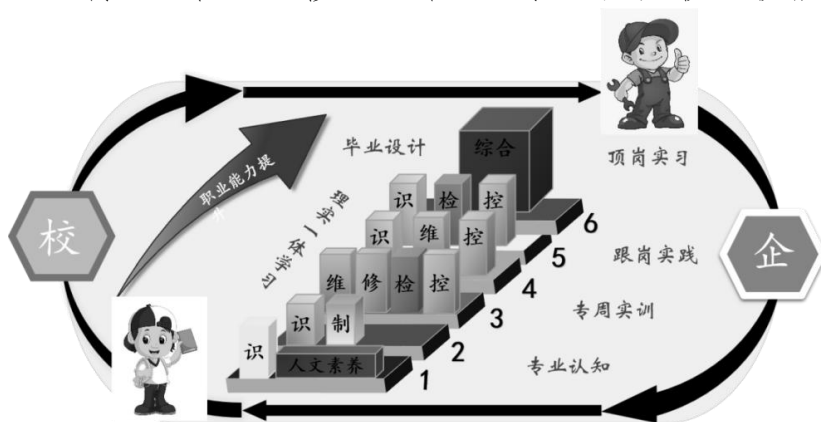 毕业设计
综合
顶岗实习
职业能力提升
理实一体学习
识 检 控
6
校
识 维 控
5
跟岗实践
企
维 修 检 控
4
专周实训
3
识 制
2
识
人文素养
1
专业认知